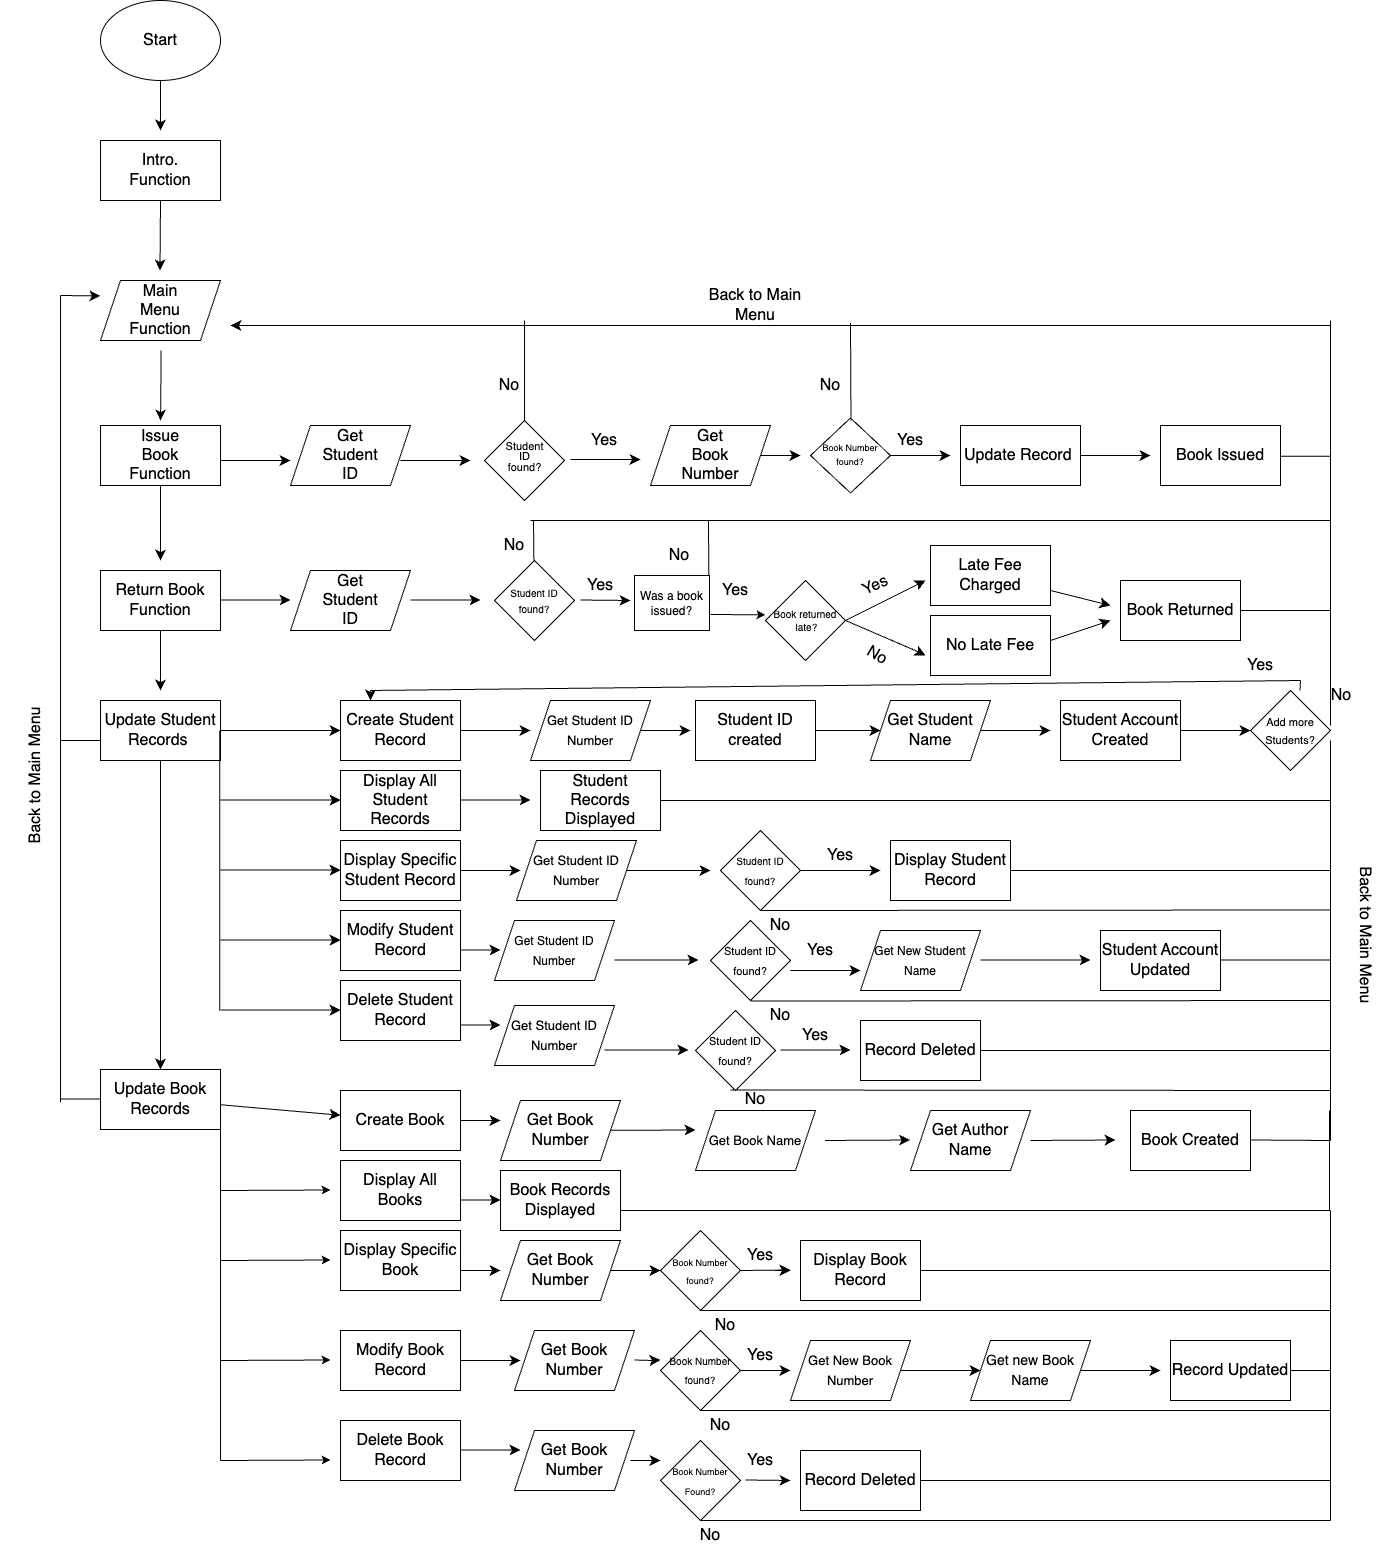 Start
Intro.
Function
Main
Menu
Function
Back to Main
Menu
No
No
Issue
Book
Function
Get
Student
ID
Student
ID
found?
Yes
Get
Book
Number
Book Number
found?
Yes
Update Record
Book Issued
Return Book
Function
Get
Student
ID
No
Student ID
found?
Yes
No
Was a book
issued?
Yes
Book returned
late?
Yes
No
Late Fee
Charged
No Late Fee
Book Returned
Yes
No
Back to Main Menu
Update Student
Records
Create Student
Record
Get Student ID
Number
Student ID
created
Get Student
Name
Student Account
Created
Add more
Students?
Display All
Student
Records
Student
Records
Displayed
Display Specific
Student Record
Get Student ID
Number
Student ID
found?
Yes
Display Student
Record
No
Modify Student
Record
Get Student ID
Number
Student ID
found?
Yes
Get New Student
Name
Student Account
Updated
Back to Main Menu
No
Delete Student
Record
Get Student ID
Number
Student ID
found?
Yes
Record Deleted
No
Update Book
Records
Create Book
Get Book
Number
Get Book Name
Get Author
Name
Book Created
Display All
Books
Book Records
Displayed
Display Specific
Book
Get Book
Number
Book Number
found?
Yes
Display Book
Record
No
Modify Book
Record
Get Book
Number
Book Number
found?
Yes
Get New Book
Number
Get new Book
Name
Record Updated
No
Delete Book
Record
Get Book
Number
Book Number
Found?
Yes
Record Deleted
No